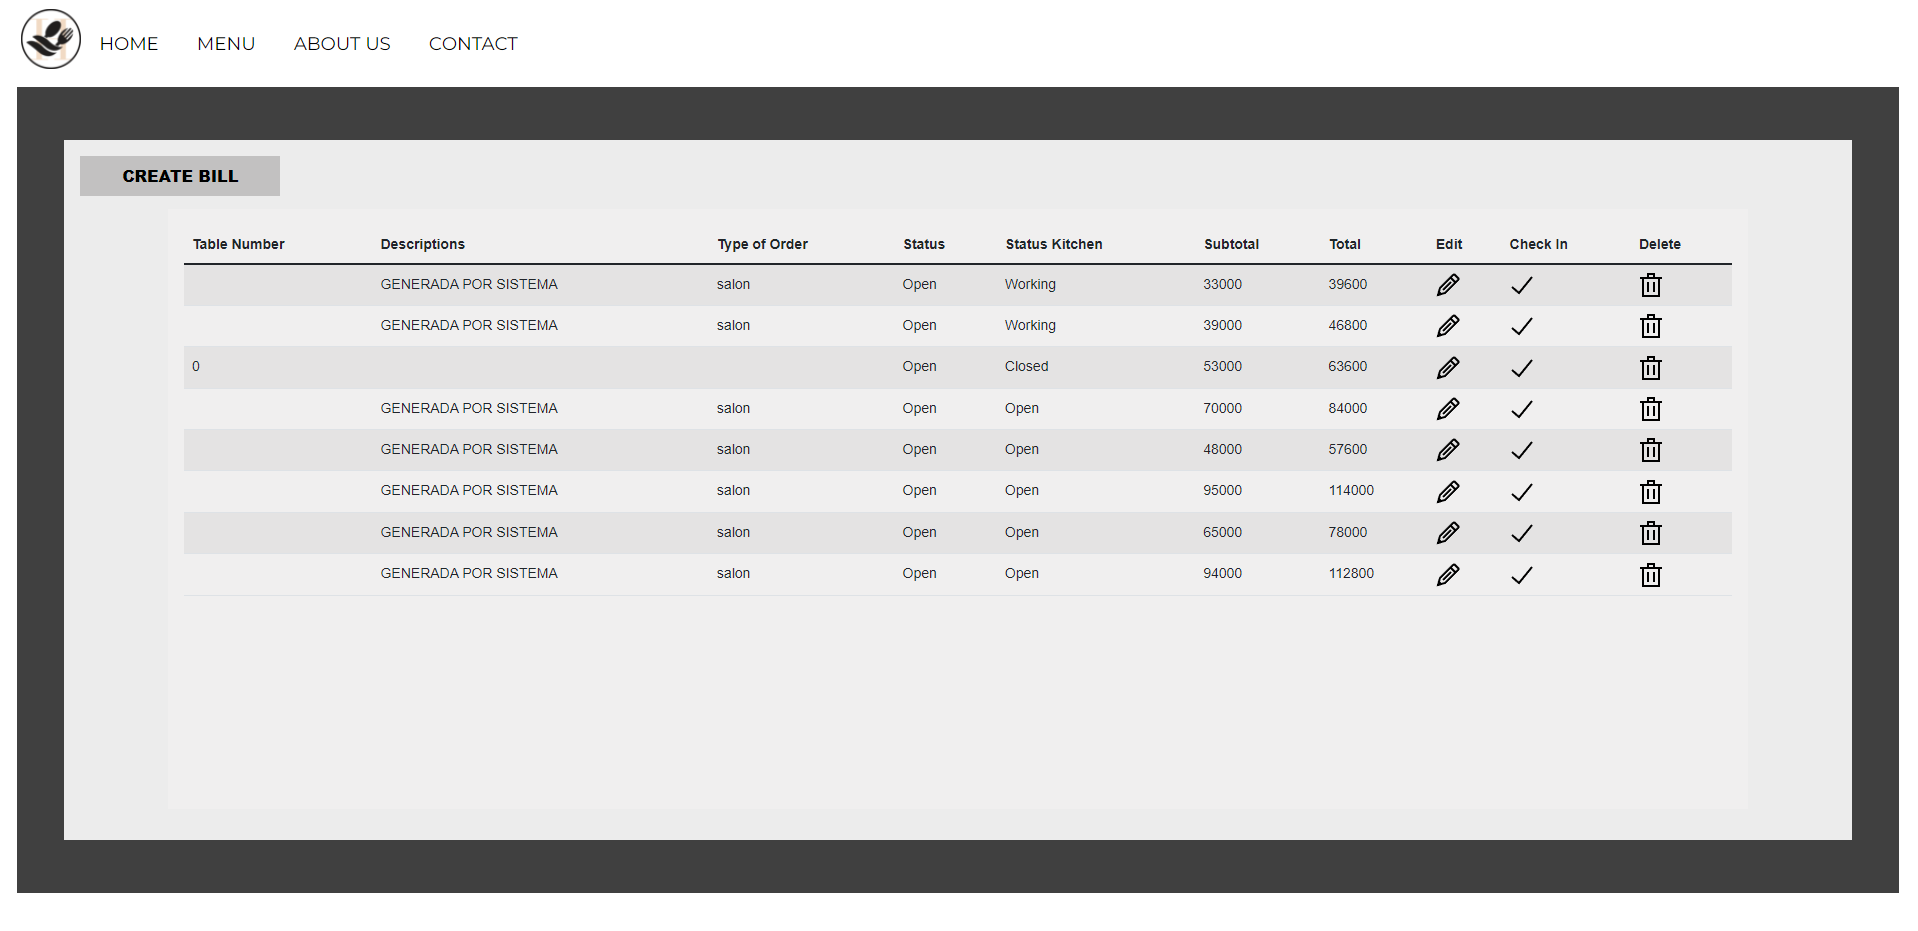 HOME MENU ABOUT US CONTACT
CREATE BILL
Table Number Descriptions Type of Order Status Status Kitchen Subtotal Total Edit Check In Delete
GENERADA POR SISTEMA salon Open Working 33000 39600
GENERADA POR SISTEMA salon Open Working 39000 46800
0 Open Closed 53000 63600
GENERADA POR SISTEMA salon Open Open 70000 84000
GENERADA POR SISTEMA salon Open Open 48000 57600
GENERADA POR SISTEMA salon Open Open 95000 114000
GENERADA POR SISTEMA salon Open Open 65000 78000
GENERADA POR SISTEMA salon Open Open 94000 112800